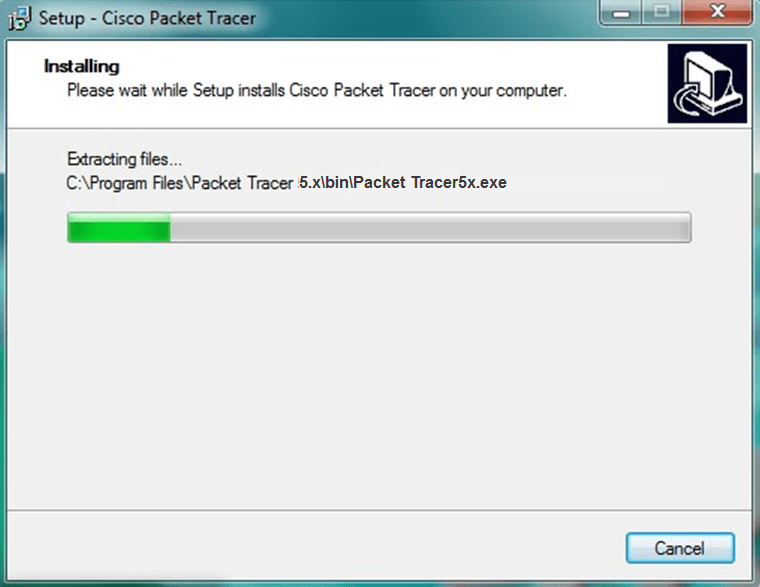 Setup - Cisco Packet Tracer
Installing
Please wait while Setup installs Cisco Packet Tracer on your computer.
Extracting files...
C:\Program Files\Packet Tracer 5.x\bin\Packet Tracer5x.exe
Cancel